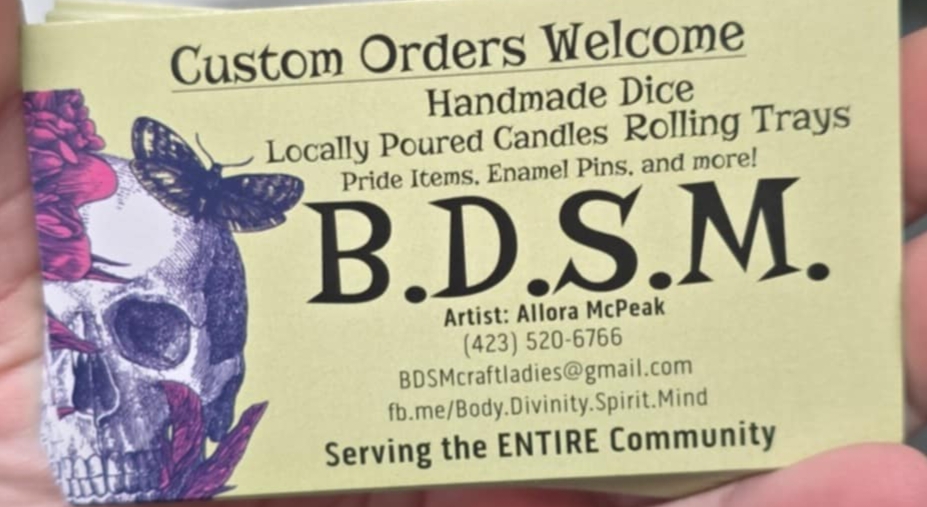 Custom Orders Welcome
Handmade Dice
Locally Poured Candles Rolling Trays
Pride Items, Enamel Pins, and more!
B.D.S.M.
Artist: Allora McPeak
(423) 520-6766
BDSMcraftladies@gmail.com
fb.me/Body.Divinity.Spirit.Mind
Serving the ENTIRE Community